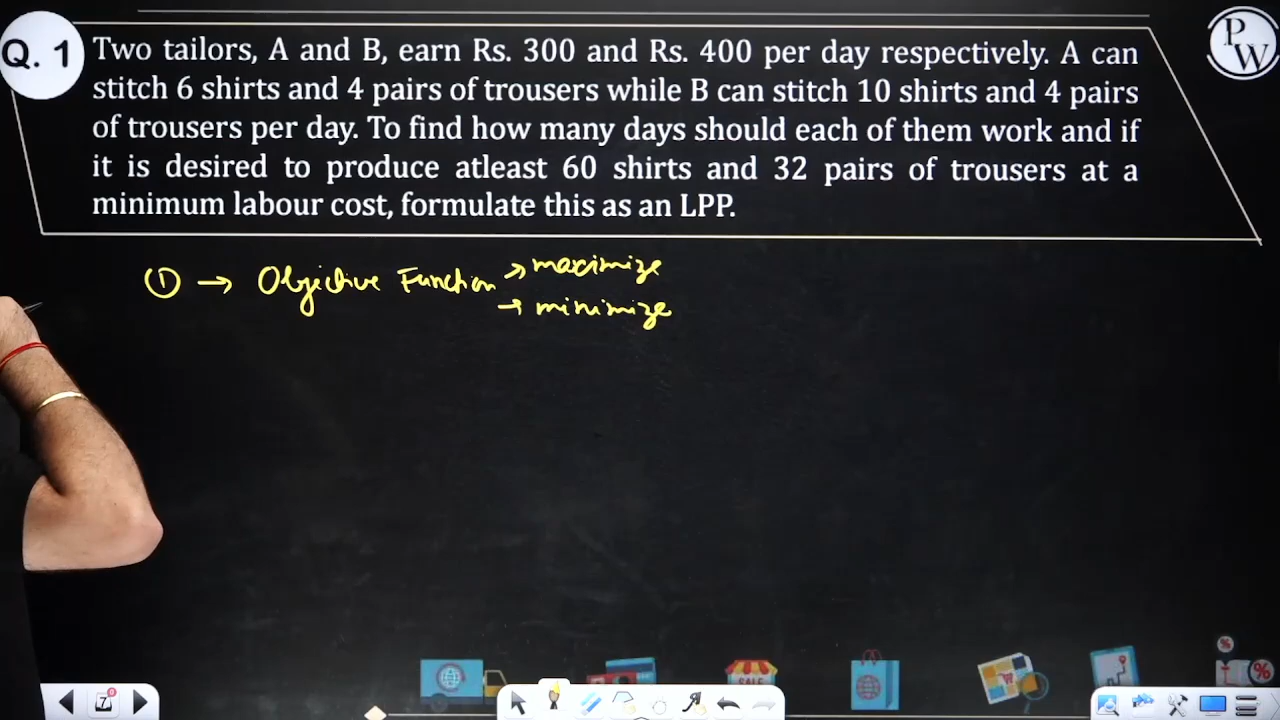 Q. 1 Two tailors, A and B, earn Rs. 300 and Rs. 400 per day respectively. A can
stitch 6 shirts and 4 pairs of trousers while B can stitch 10 shirts and 4 pairs
of trousers per day. To find how many days should each of them work and if
it is desired to produce atleast 60 shirts and 32 pairs of trousers at a
minimum labour cost, formulate this as an LPP.
PW
① → Objective Function → maximize
→ minimize
SALE
%
%
7